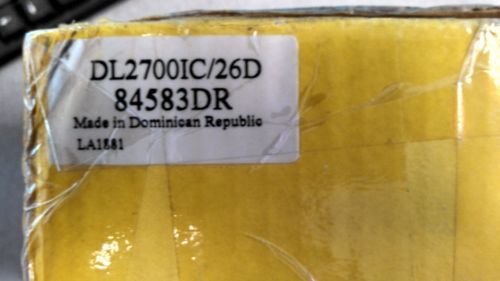 DL2700IC/26D
84583DR
Made in Dominican Republic
LA1881